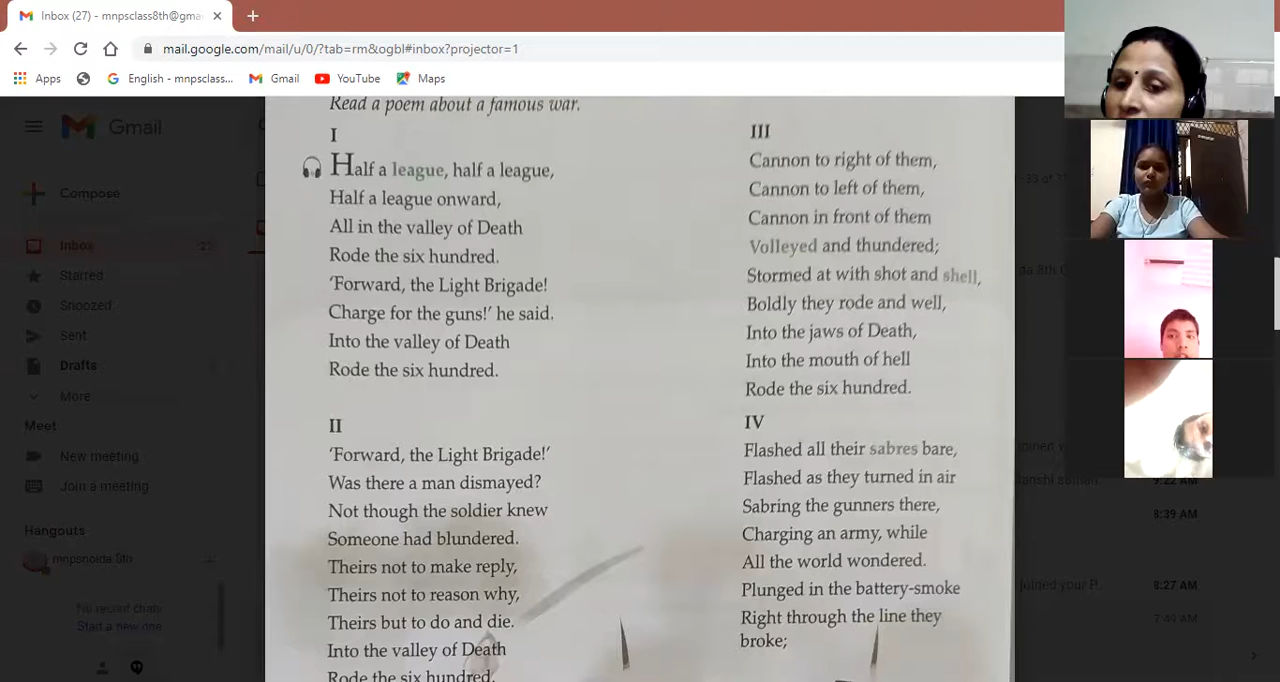 Inbox (27) - mnpsclass8th@gma
mail.google.com/mail/u/0/?tab=rm&ogbl#inbox?projector=1
Apps
English - mnpsclass...
Gmail
YouTube
Maps
Gmail
Compose
Inbox
Starred
Snoozed
Sent
Drafts
More
Meet
New meeting
Join a meeting
Hangouts
mnpsnoida 8th
No recent chats
Start a new one
Read a poem about a famous war.
I
Half a league, half a league,
Half a league onward,
All in the valley of Death
Rode the six hundred.
‘Forward, the Light Brigade!
Charge for the guns!’ he said.
Into the valley of Death
Rode the six hundred.
II
‘Forward, the Light Brigade!’
Was there a man dismayed?
Not though the soldier knew
Someone had blundered.
Theirs not to make reply,
Theirs not to reason why,
Theirs but to do and die.
Into the valley of Death
Rode the six hundred.
III
Cannon to right of them,
Cannon to left of them,
Cannon in front of them
Volleyed and thundered;
Stormed at with shot and shell,
Boldly they rode and well,
Into the jaws of Death,
Into the mouth of hell
Rode the six hundred.
IV
Flashed all their sabres bare,
Flashed as they turned in air
Sabring the gunners there,
Charging an army, while
All the world wondered.
Plunged in the battery-smoke
Right through the line they
broke;
9:22 AM
8:39 AM
joined your P...
8:27 AM
7:40 AM